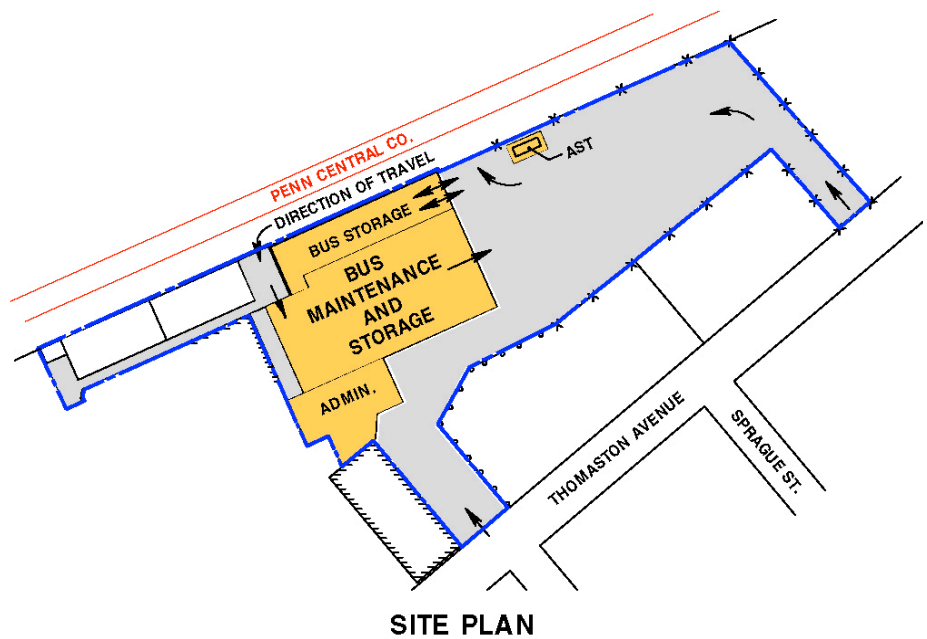 PENN CENTRAL CO.
DIRECTION OF TRAVEL
AST
BUS STORAGE
BUS
MAINTENANCE
AND
STORAGE
ADMIN.
THOMASTON AVENUE
SPRAGUE ST.
SITE PLAN